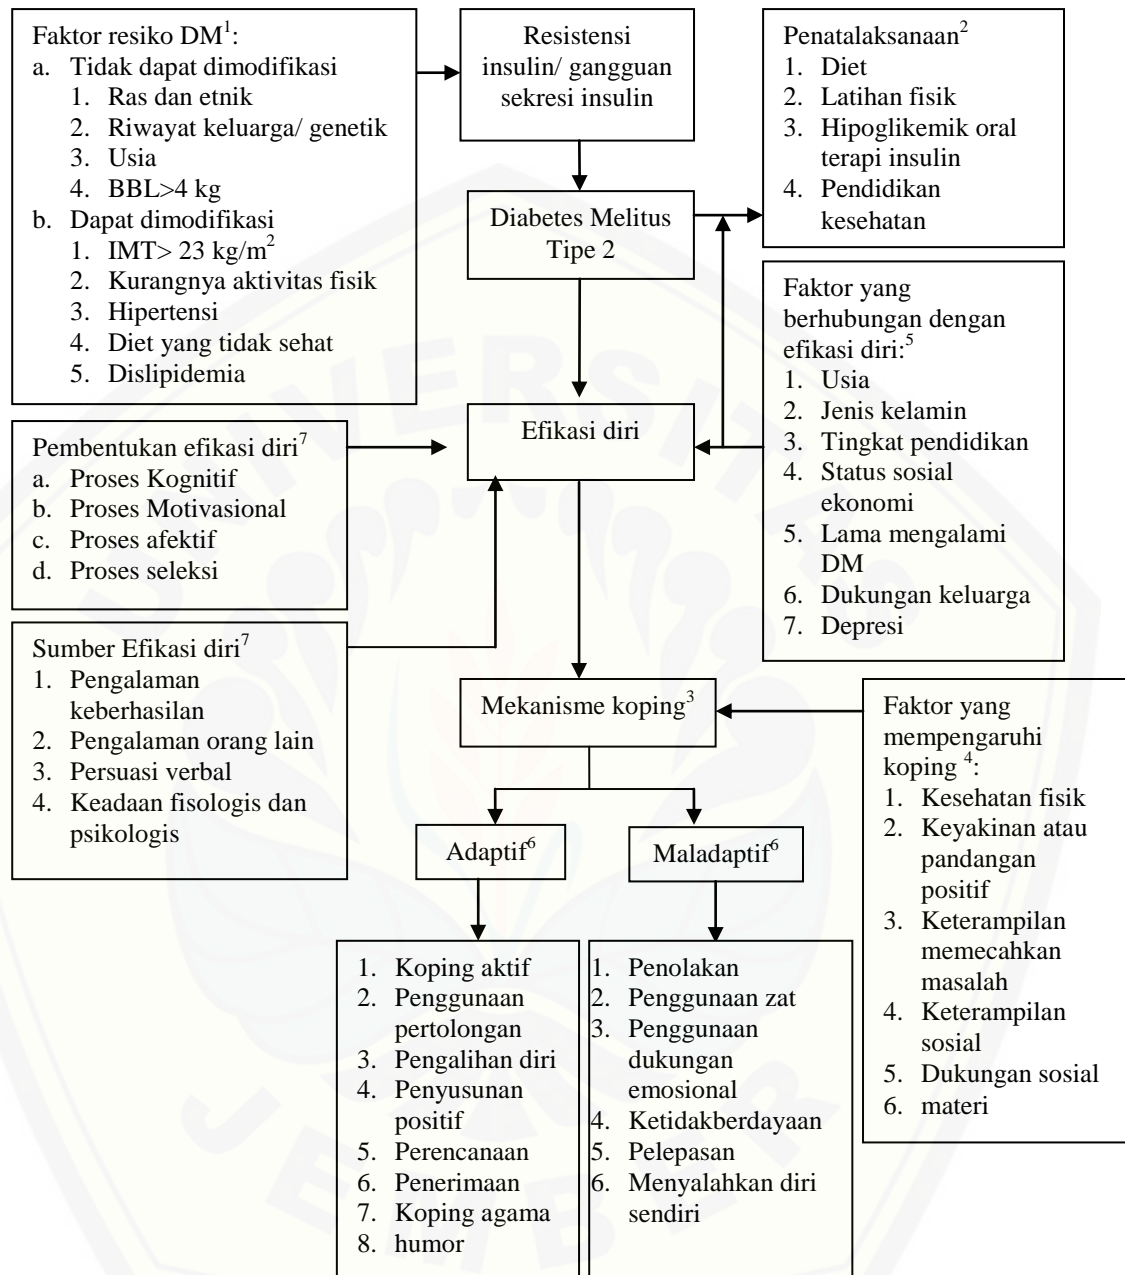 Faktor resiko DM1:
a. Tidak dapat dimodifikasi
1. Ras dan etnik
2. Riwayat keluarga/ genetik
3. Usia
4. BBL>4 kg
b. Dapat dimodifikasi
1. IMT> 23 kg/m2
2. Kurangnya aktivitas fisik
3. Hipertensi
4. Diet yang tidak sehat
5. Dislipidemia
Resistensi
insulin/ gangguan
sekresi insulin
Penatalaksanaan2
1. Diet
2. Latihan fisik
3. Hipoglikemik oral
terapi insulin
4. Pendidikan
kesehatan
Diabetes Melitus
Tipe 2
Faktor yang
berhubungan dengan
efikasi diri:5
1. Usia
2. Jenis kelamin
3. Tingkat pendidikan
4. Status sosial
ekonomi
5. Lama mengalami
DM
6. Dukungan keluarga
7. Depresi
Efikasi diri
Pembentukan efikasi diri7
a. Proses Kognitif
b. Proses Motivasional
c. Proses afektif
d. Proses seleksi
Sumber Efikasi diri7
1. Pengalaman
keberhasilan
2. Pengalaman orang lain
3. Persuasi verbal
4. Keadaan fisologis dan
psikologis
Mekanisme koping3
Faktor yang
mempengaruhi
koping 4:
1. Kesehatan fisik
2. Keyakinan atau
pandangan
positif
3. Keterampilan
memecahkan
masalah
4. Keterampilan
sosial
5. Dukungan sosial
6. materi
Adaptif6
Maladaptif6
1. Koping aktif
2. Penggunaan
pertolongan
3. Pengalihan diri
4. Penyusunan
positif
5. Perencanaan
6. Penerimaan
7. Koping agama
8. humor
1. Penolakan
2. Penggunaan zat
3. Penggunaan
dukungan
emosional
4. Ketidakberdayaan
5. Pelepasan
6. Menyalahkan diri
sendiri
UNIVERSITAS
JEMBER